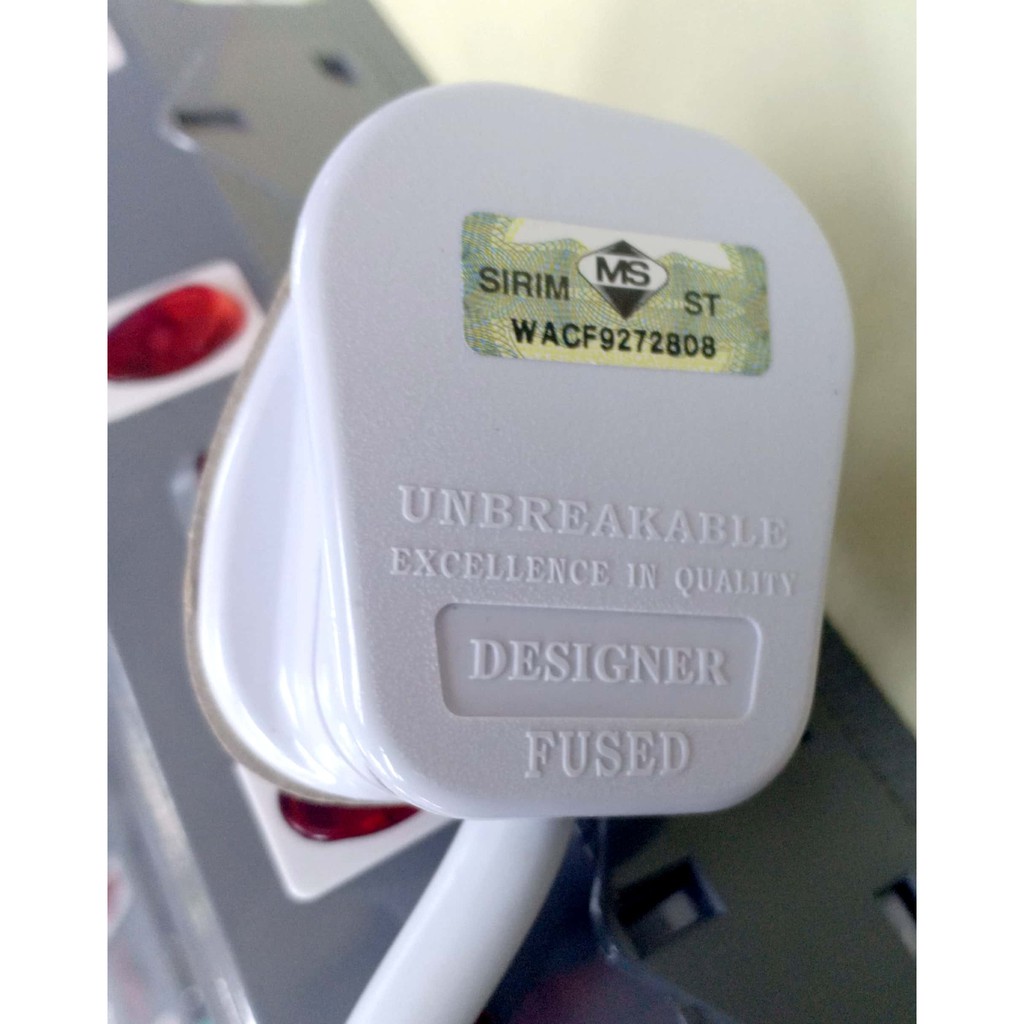 MS
SIRIM ST
WACF9272808
UNBREAKABLE
EXCELLENCE IN QUALITY
DESIGNER
FUSED